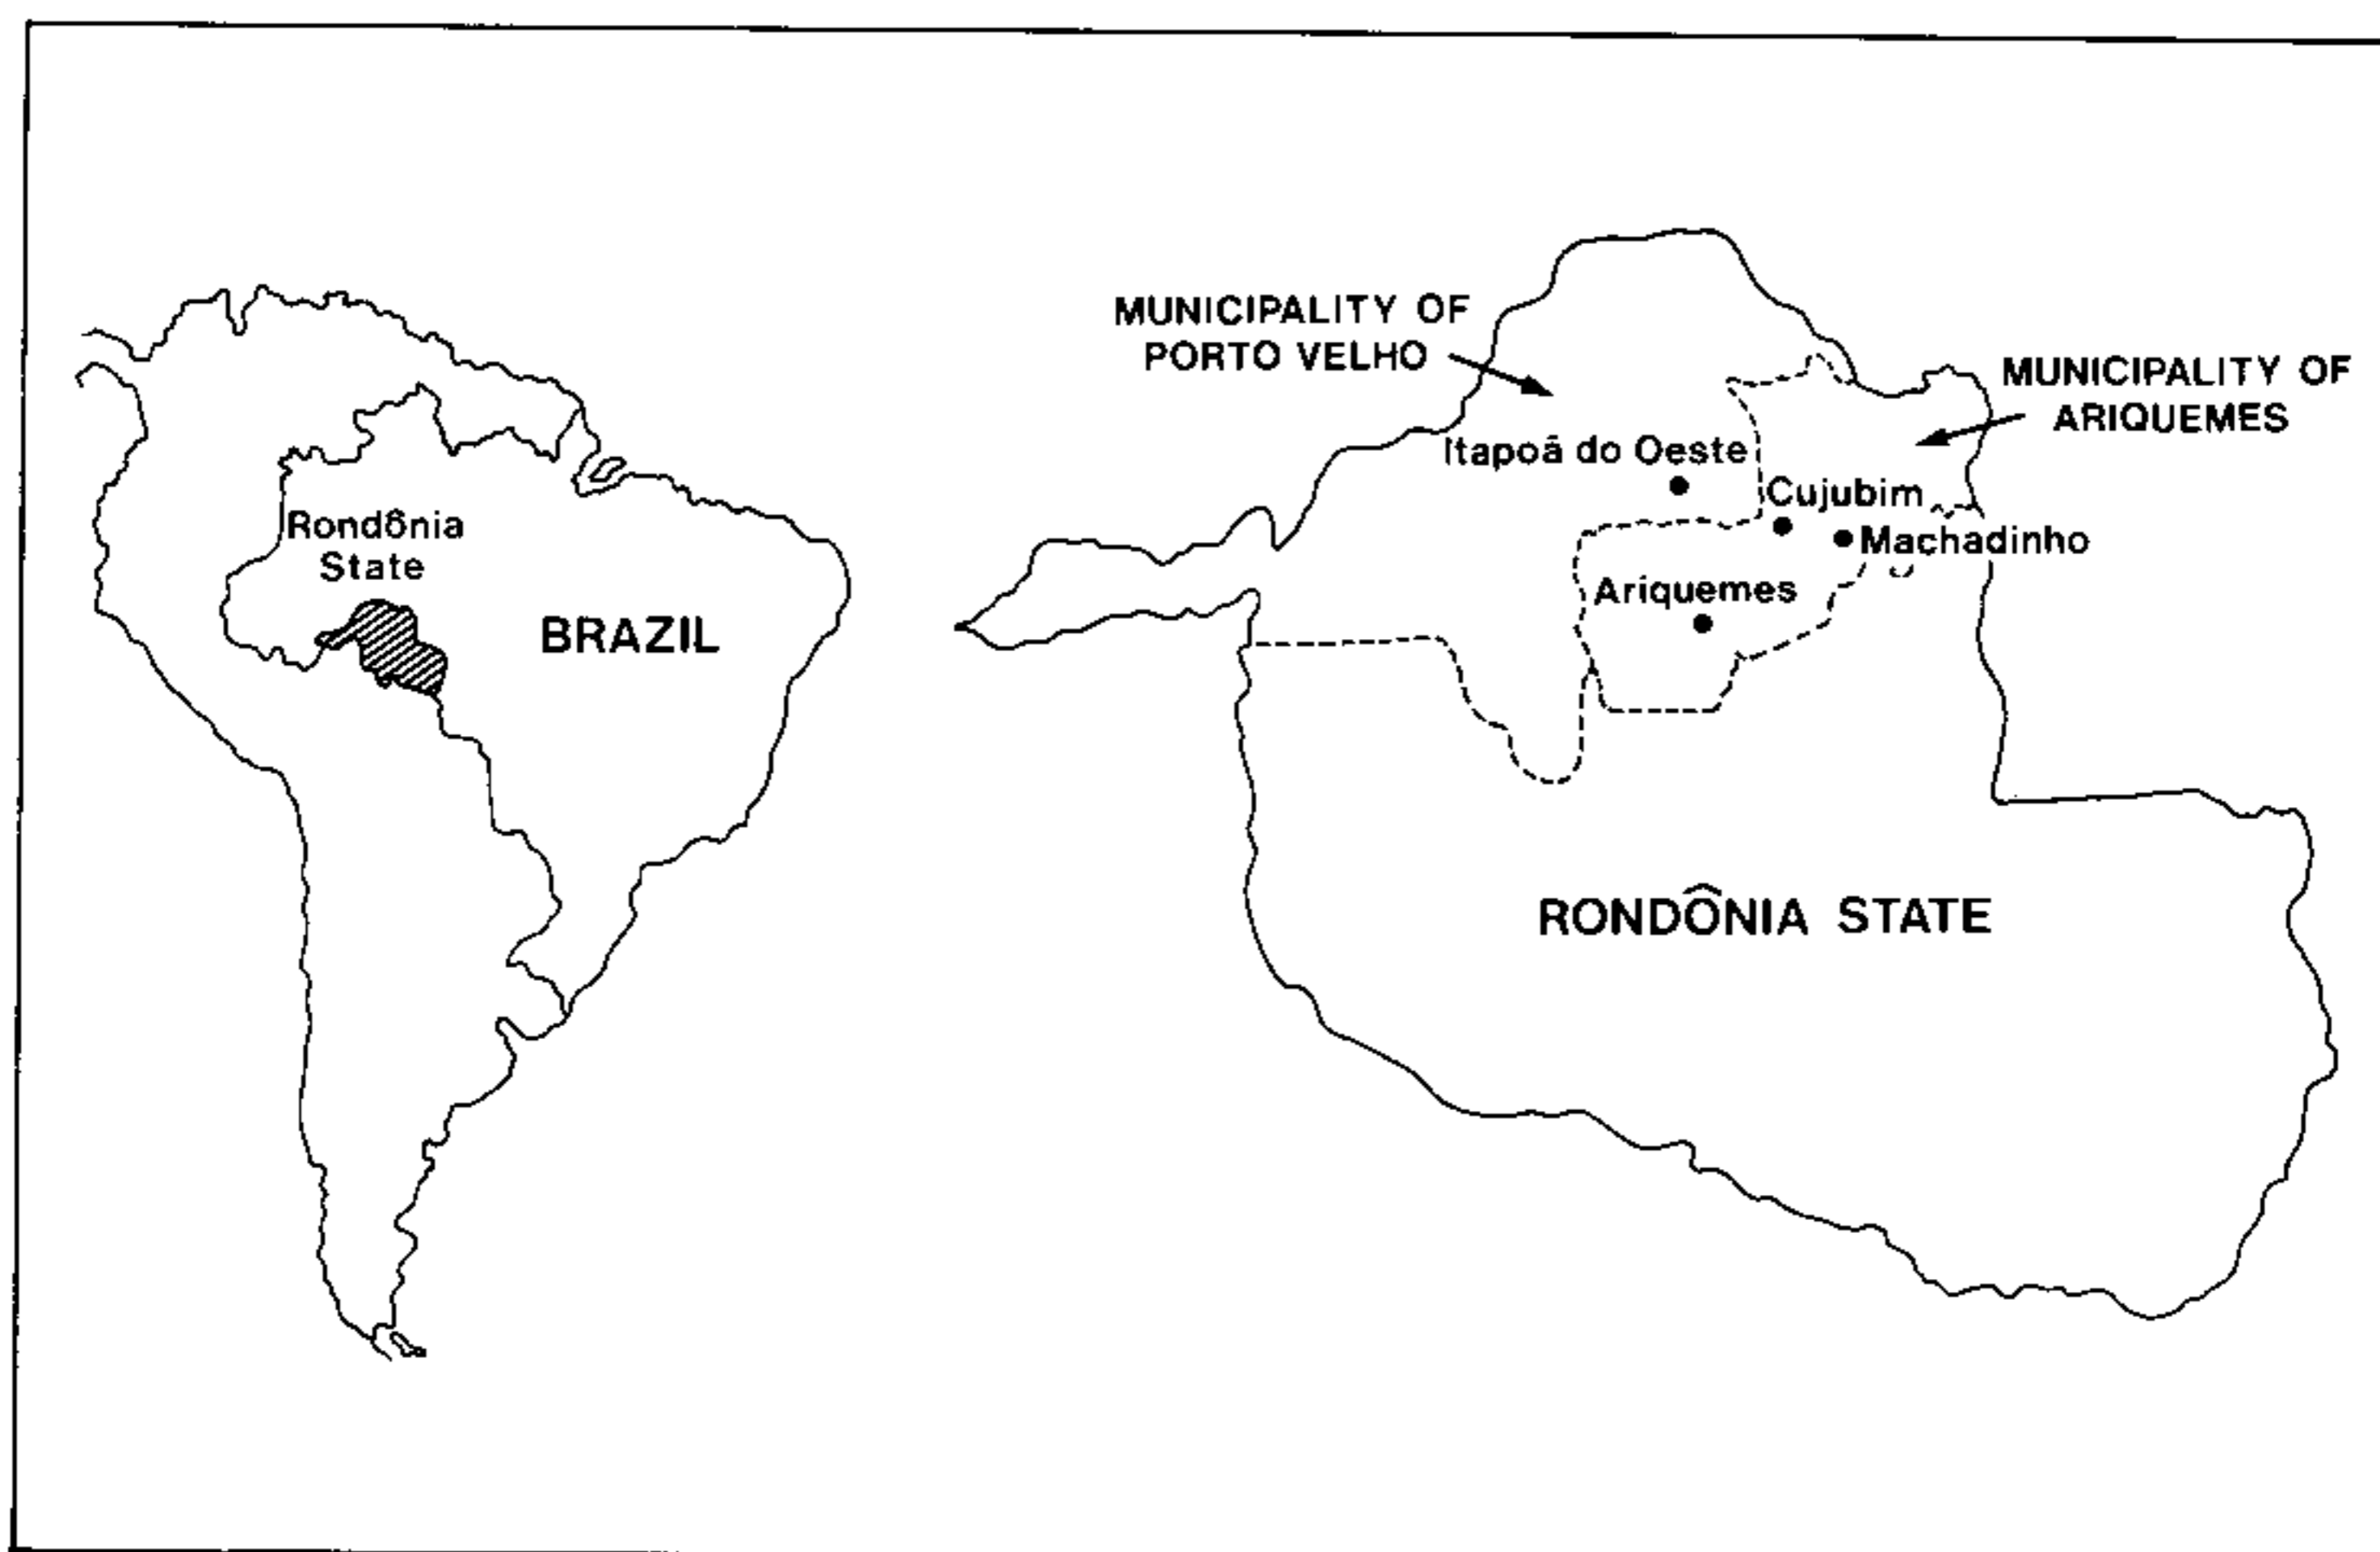 Rondônia
State
BRAZIL
MUNICIPALITY OF
PORTO VELHO
MUNICIPALITY OF
ARIQUEMES
Itapoã do Oeste
Cujubim
Machadinho
Ariquemes
RONDÔNIA STATE